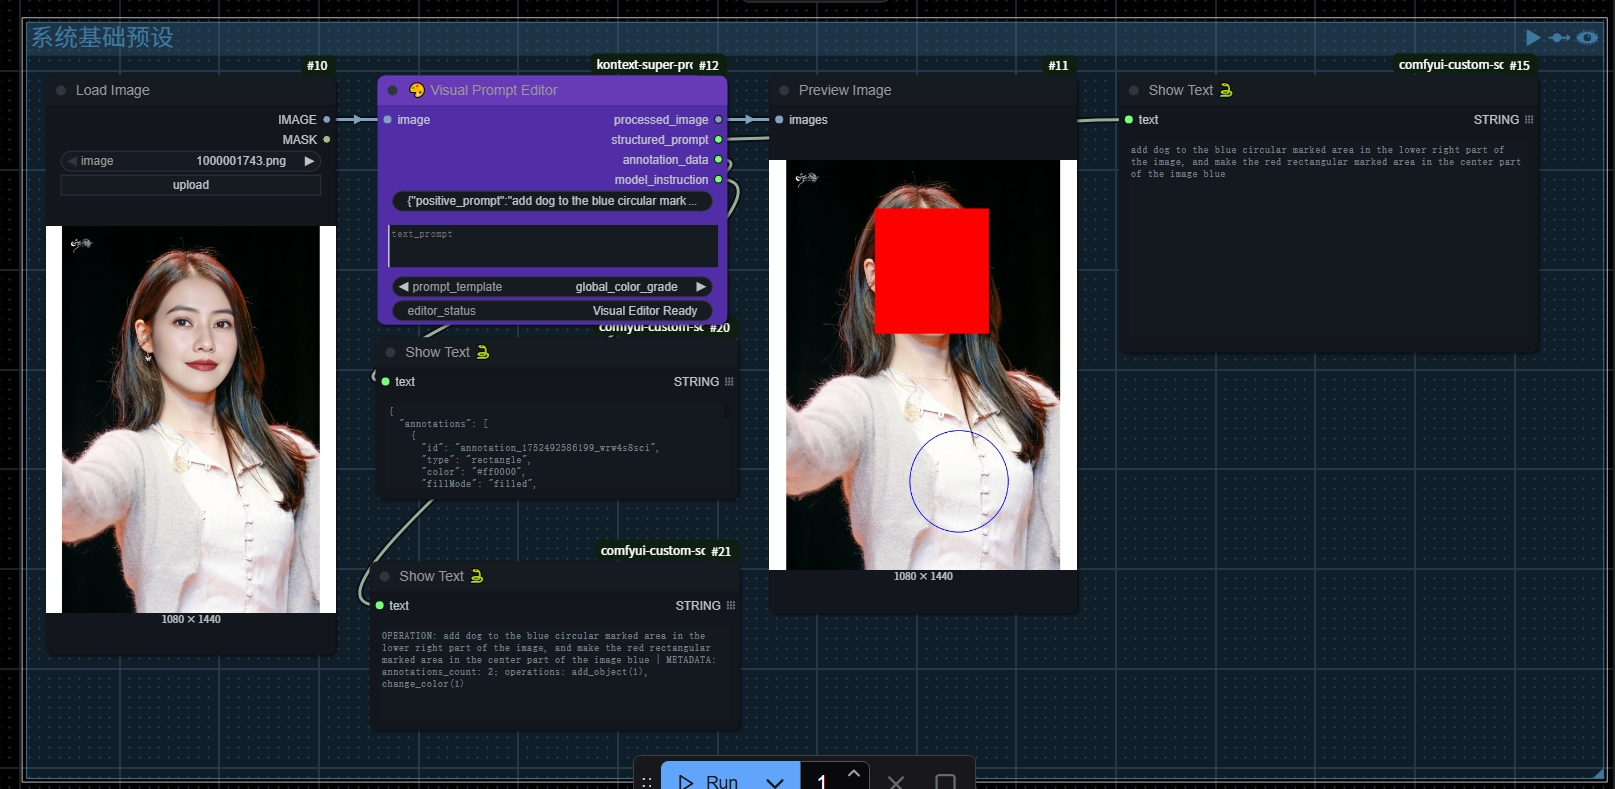 系统基础预设
#10
Load Image
IMAGE
MASK
image 1000001743.png
upload
1080 × 1440
kontext-super-prc #12
Visual Prompt Editor
image processed_image
structured_prompt
annotation_data
model_instruction
{"positive_prompt":"add dog to the blue circular mark ...
text_prompt
prompt_template global_color_grade
editor_status Visual Editor Ready
comfyui-custom-sc #20
Show Text
text STRING
{
"annotations": [
{
"id": "annotation_1752492586199_wrw4s8sci",
"type": "rectangle",
"color": "#ff0000",
"fillMode": "filled",
comfyui-custom-sc #21
Show Text
text STRING
OPERATION: add dog to the blue circular marked area in the
lower right part of the image, and make the red rectangular
marked area in the center part of the image blue | METADATA:
annotations_count: 2; operations: add_object(1),
change_color(1)
#11
Preview Image
images
1080 × 1440
comfyui-custom-sc #15
Show Text
text STRING
add dog to the blue circular marked area in the lower right part of
the image, and make the red rectangular marked area in the center part
of the image blue
Run 1